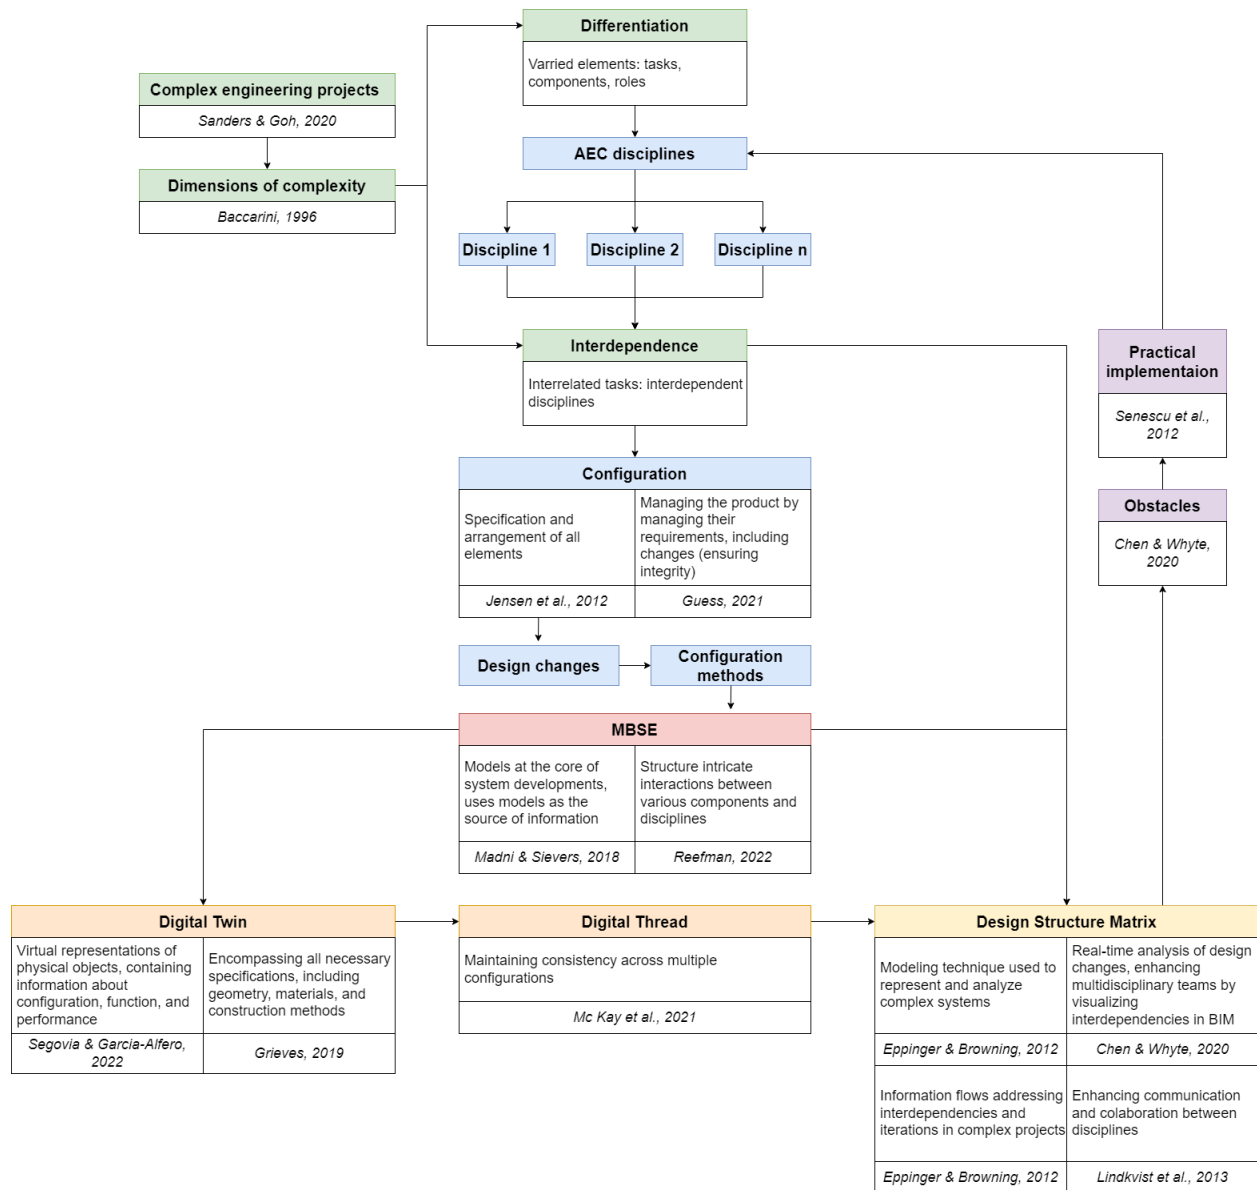 Differentiation
Varried elements: tasks,
components, roles
Complex engineering projects
Sanders & Goh, 2020
Dimensions of complexity
Baccarini, 1996
AEC disciplines
Discipline 1
Discipline 2
Discipline n
Interdependence
Interrelated tasks: interdependent
disciplines
Practical
implementaion
Senescu et al.,
2012
Obstacles
Chen & Whyte,
2020
Configuration
Specification and
arrangement of all
elements
Jensen et al., 2012
Managing the product by
managing their
requirements, including
changes (ensuring
integrity)
Guess, 2021
Design changes
Configuration
methods
MBSE
Models at the core of
system developments,
uses models as the
source of information
Madni & Sievers, 2018
Structure intricate
interactions between
various components and
disciplines
Reefman, 2022
Digital Twin
Virtual representations of
physical objects, containing
information about
configuration, function, and
performance
Segovia & Garcia-Alfero,
2022
Encompassing all necessary
specifications, including
geometry, materials, and
construction methods
Grieves, 2019
Digital Thread
Maintaining consistency across multiple
configurations
Mc Kay et al., 2021
Design Structure Matrix
Modeling technique used to
represent and analyze
complex systems
Eppinger & Browning, 2012
Real-time analysis of design
changes, enhancing
multidisciplinary teams by
visualizing
interdependencies in BIM
Chen & Whyte, 2020
Information flows addressing
interdependencies and
iterations in complex projects
Eppinger & Browning, 2012
Enhancing communication
and colaboration between
disciplines
Lindkvist et al., 2013